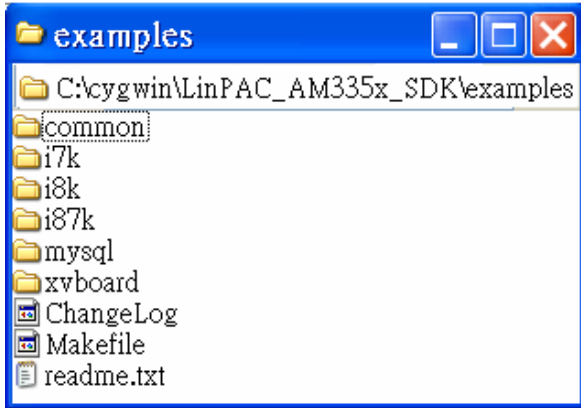 examples
C:\cygwin\LinPAC_AM335x_SDK\examples
common
i7k
i8k
i87k
mysql
xvboard
ChangeLog
Makefile
readme.txt